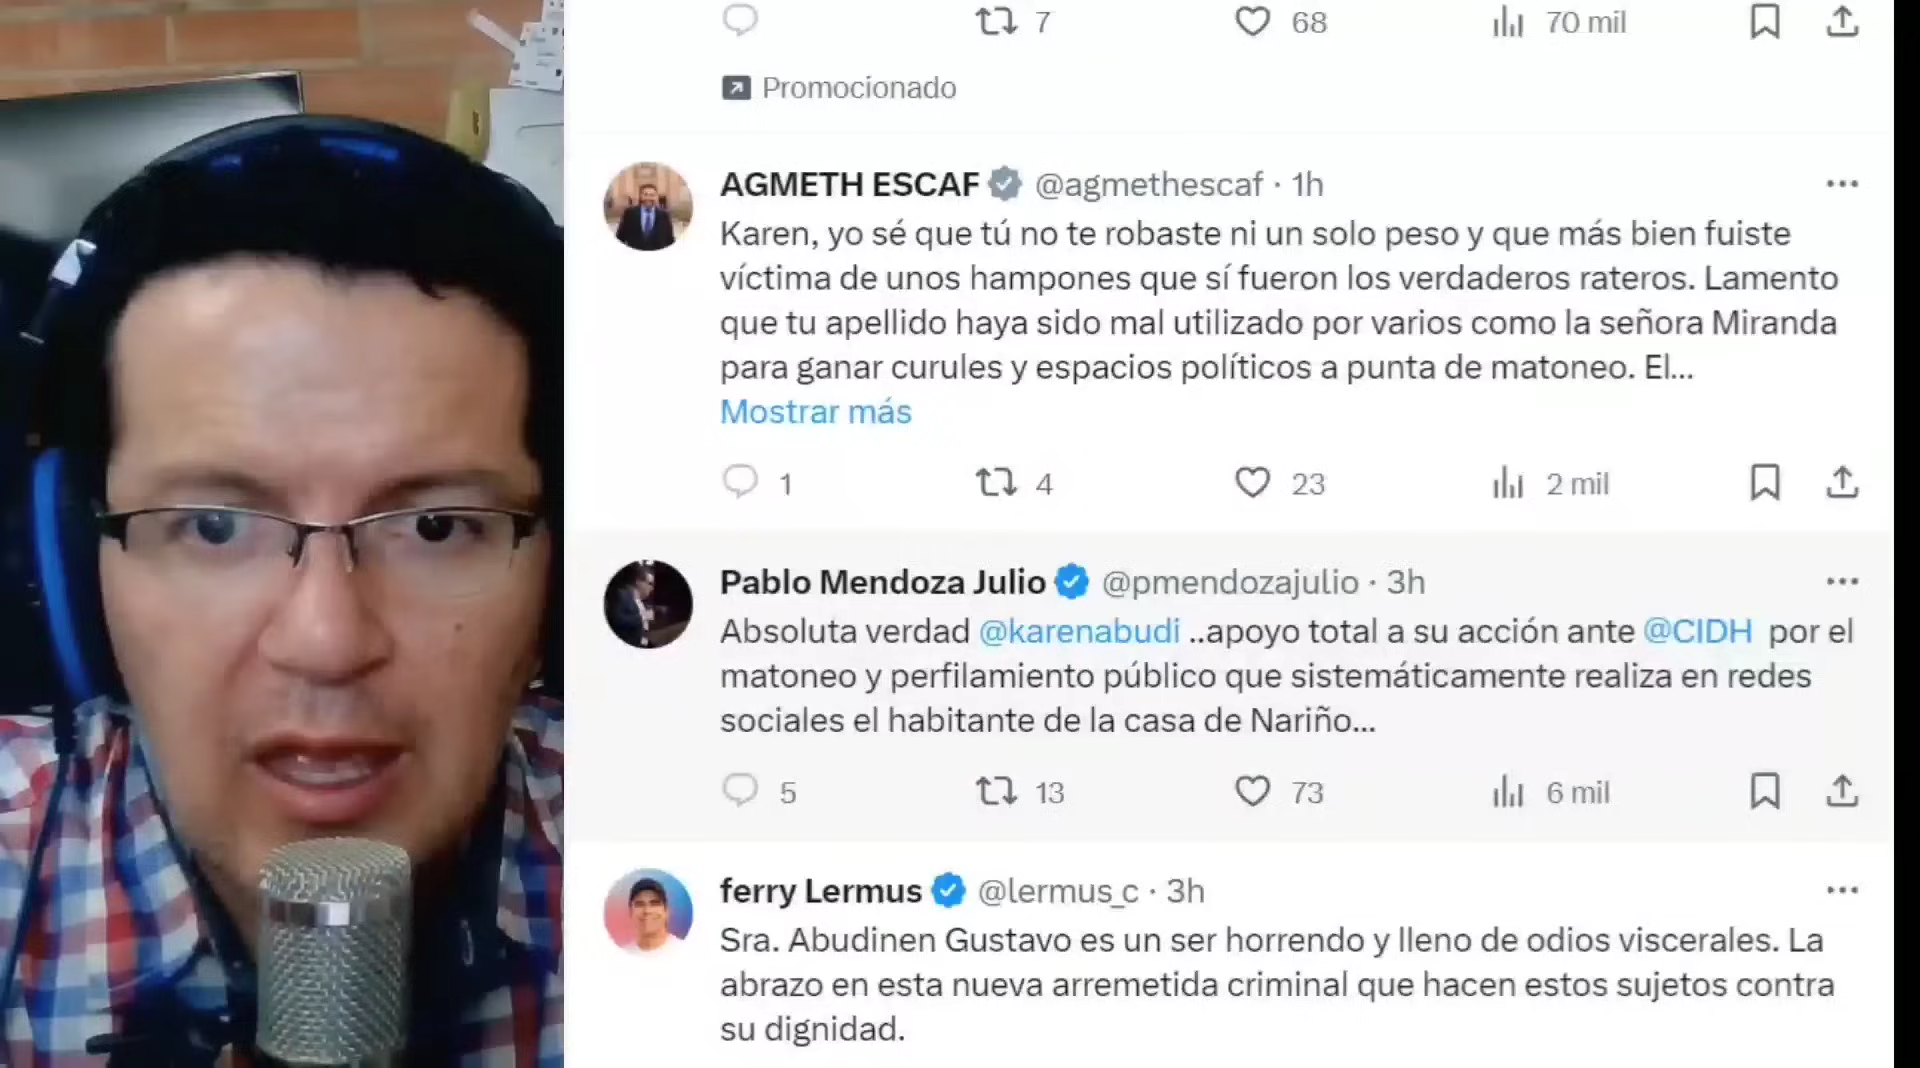 7 68 70 mil
Promocionado
AGMETH ESCAF @agmethescaf · 1h
Karen, yo sé que tú no te robaste ni un solo peso y que más bien fuiste
víctima de unos hampones que sí fueron los verdaderos rateros. Lamento
que tu apellido haya sido mal utilizado por varios como la señora Miranda
para ganar curules y espacios políticos a punta de matoneo. El...
Mostrar más
1 4 23 2 mil
Pablo Mendoza Julio @pmendozajulio · 3h
Absoluta verdad @karenabudi ..apoyo total a su acción ante @CIDH por el
matoneo y perfilamiento público que sistemáticamente realiza en redes
sociales el habitante de la casa de Nariño...
5 13 73 6 mil
ferry Lermus @lermus_c · 3h
Sra. Abudinen Gustavo es un ser horrendo y lleno de odios viscerales. La
abrazo en esta nueva arremetida criminal que hacen estos sujetos contra
su dignidad.